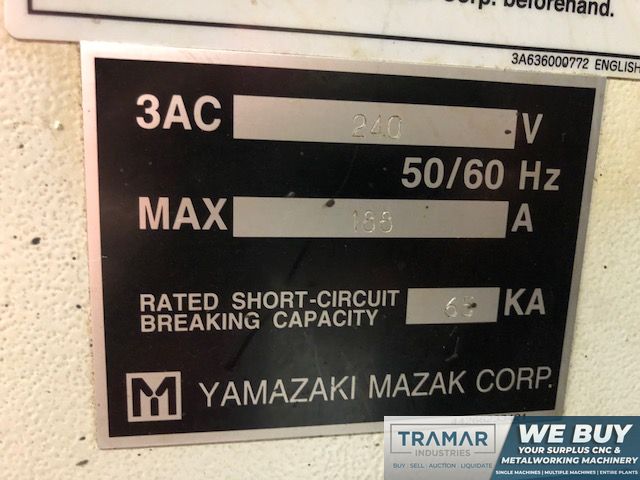 Corp. beforehand.
3A636000772 ENGLISH
3AC 240 V
50/60 Hz
MAX 188 A
RATED SHORT-CIRCUIT
BREAKING CAPACITY 65 KA
M YAMAZAKI MAZAK CORP.
TRAMAR
INDUSTRIES
BUY | SELL | AUCTION | LIQUIDATE
WE BUY
YOUR SURPLUS CNC &
METALWORKING MACHINERY
SINGLE MACHINES | MULTIPLE MACHINES | ENTIRE PLANTS